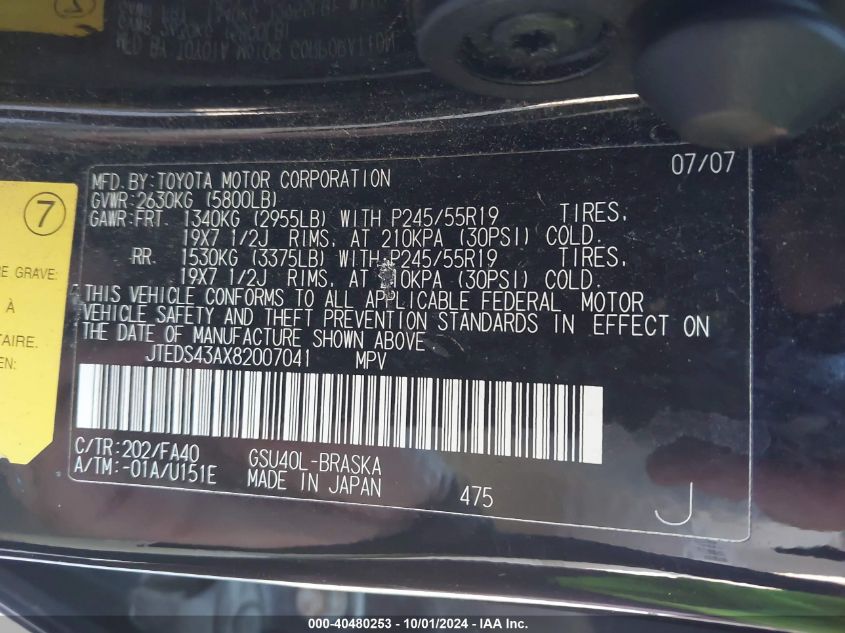 MFD. BY: TOYOTA MOTOR CORPORATION 07/07
GVWR: 2630KG (5800LB)
GAWR: FRT. 1340KG (2955LB) WITH P245/55R19 TIRES,
19X7 1/2J RIMS, AT 210KPA (30PSI) COLD.
RR. 1530KG (3375LB) WITH P245/55R19 TIRES,
19X7 1/2J RIMS, AT 210KPA (30PSI) COLD.
THIS VEHICLE CONFORMS TO ALL APPLICABLE FEDERAL MOTOR
VEHICLE SAFETY AND THEFT PREVENTION STANDARDS IN EFFECT ON
THE DATE OF MANUFACTURE SHOWN ABOVE.
JTEDS43AX82007041 MPV
C/TR: 202/FA40 GSU40L-BRASKA
A/TM: -01A/U151E MADE IN JAPAN 475
J
7
RE GRAVE:
À
TAIRE.
EN:
000-40480253 - 10/01/2024 - IAA Inc.